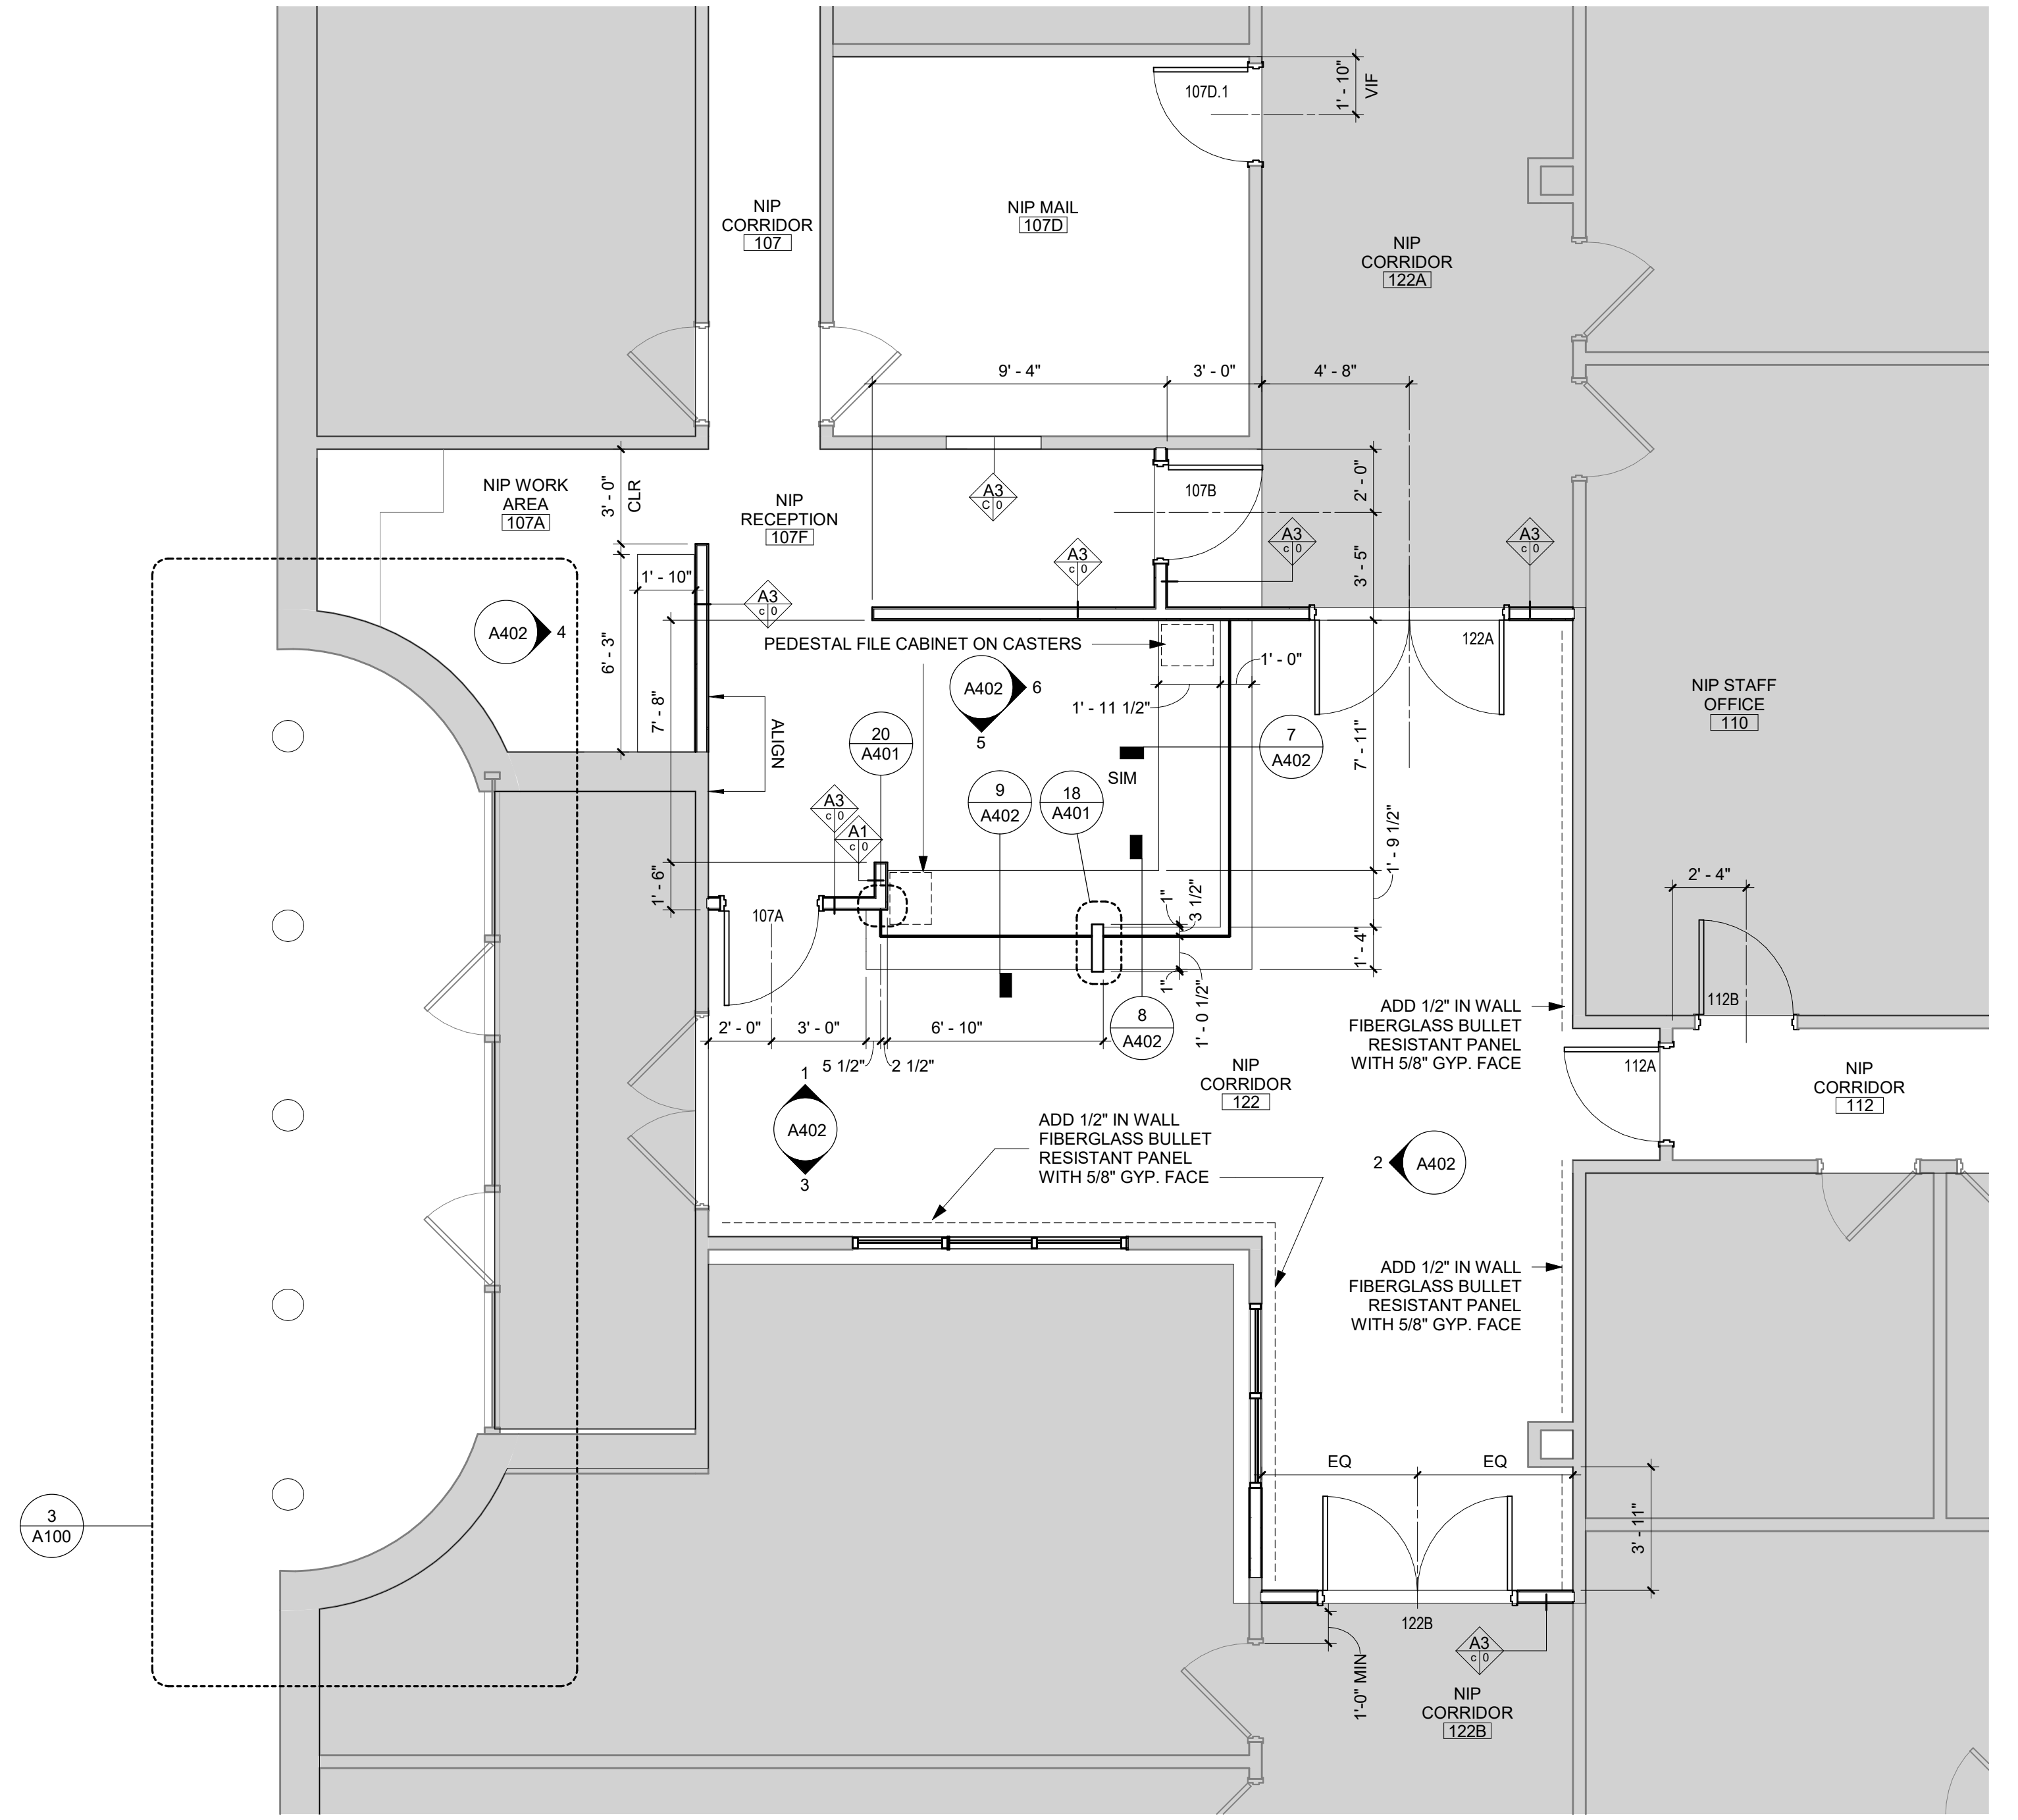 1' - 10"
VIF
107D.1
NIP
CORRIDOR
107
NIP MAIL
107D
NIP
CORRIDOR
122A
9' - 4"
3' - 0"
4' - 8"
NIP WORK
AREA
107A
3' - 0"
CLR
NIP
RECEPTION
107F
A3
C 0
107B
2' - 0"
A3
c 0
A3
c 0
A3
c 0
3' - 5"
1' - 10"
A3
c 0
A402
4
6' - 3"
PEDESTAL FILE CABINET ON CASTERS
122A
1' - 0"
A402
6
5
1' - 11 1/2"
7' - 8"
ALIGN
20
A401
7
A402
7' - 11"
SIM
NIP STAFF
OFFICE
110
9
A402
18
A401
A3
c 0
A1
c 0
1' - 9 1/2"
1' - 6"
107A
1"
3 1/2"
1' - 4"
2' - 4"
1"
1' - 0 1/2"
112B
2' - 0"
3' - 0"
6' - 10"
5 1/2"
2 1/2"
8
A402
ADD 1/2" IN WALL
FIBERGLASS BULLET
RESISTANT PANEL
WITH 5/8" GYP. FACE
112A
NIP
CORRIDOR
122
NIP
CORRIDOR
112
1
A402
3
ADD 1/2" IN WALL
FIBERGLASS BULLET
RESISTANT PANEL
WITH 5/8" GYP. FACE
2
A402
ADD 1/2" IN WALL
FIBERGLASS BULLET
RESISTANT PANEL
WITH 5/8" GYP. FACE
EQ
EQ
3' - 11"
3
A100
122B
1'-0" MIN
A3
c 0
NIP
CORRIDOR
122B